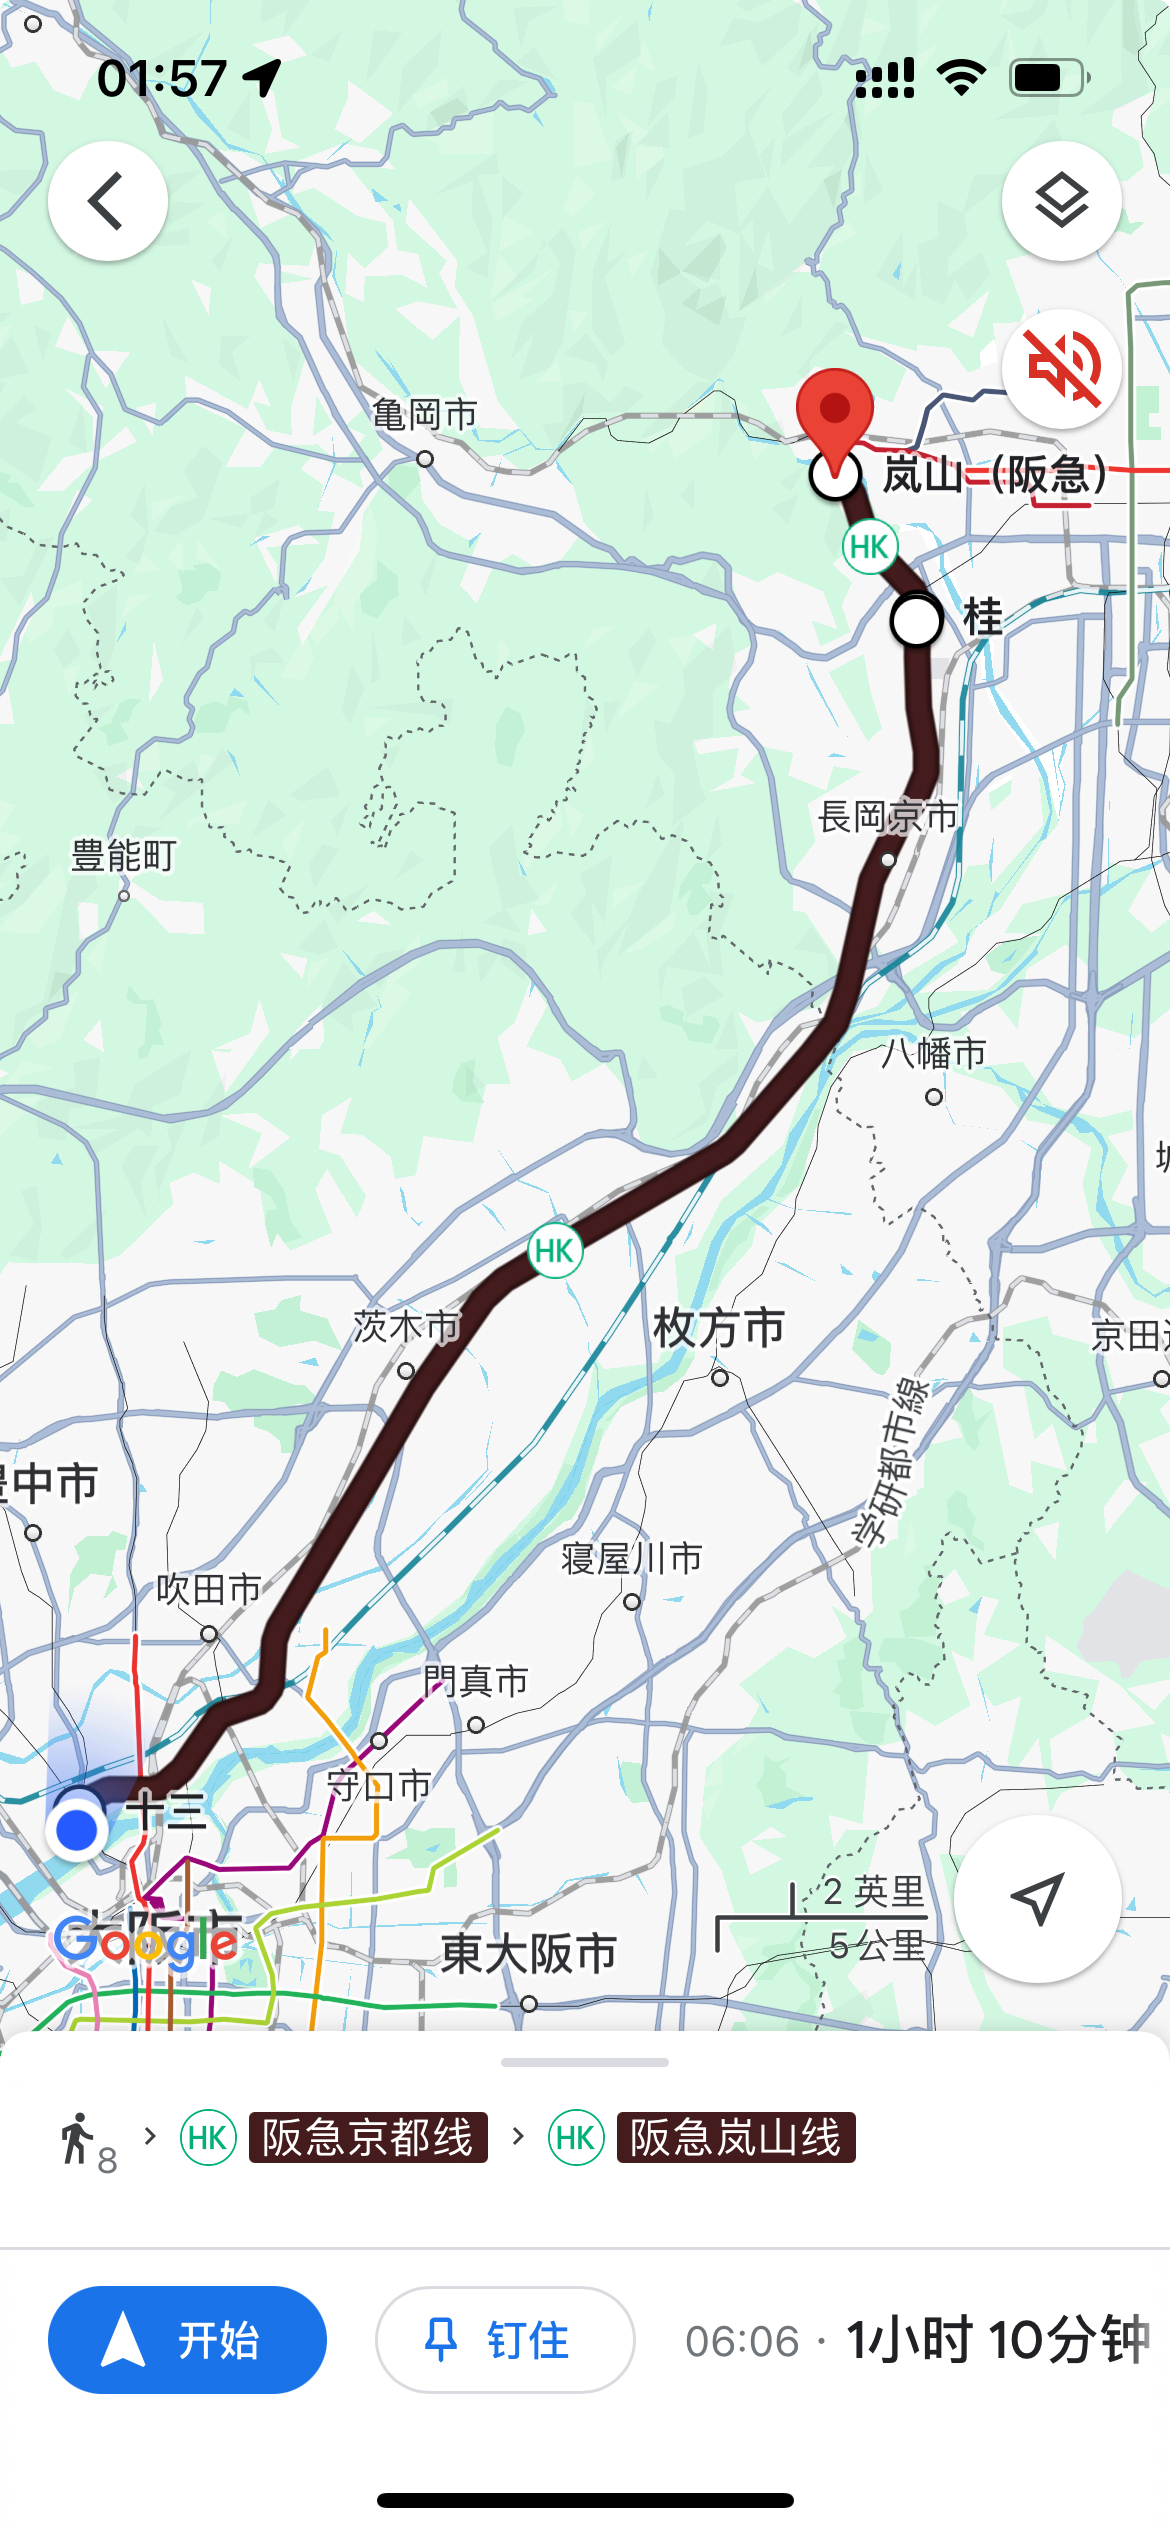 01:57
亀岡市
岚山（阪急）
HK
桂
長岡京市
豊能町
八幡市
HK
茨木市
枚方市
京田
学研都市線
豊中市
寝屋川市
吹田市
門真市
守口市
十三
2 英里
5 公里
大阪市
Google
東大阪市
8 HK 阪急京都线 HK 阪急岚山线
开始 钉住 06:06 · 1小时 10分钟